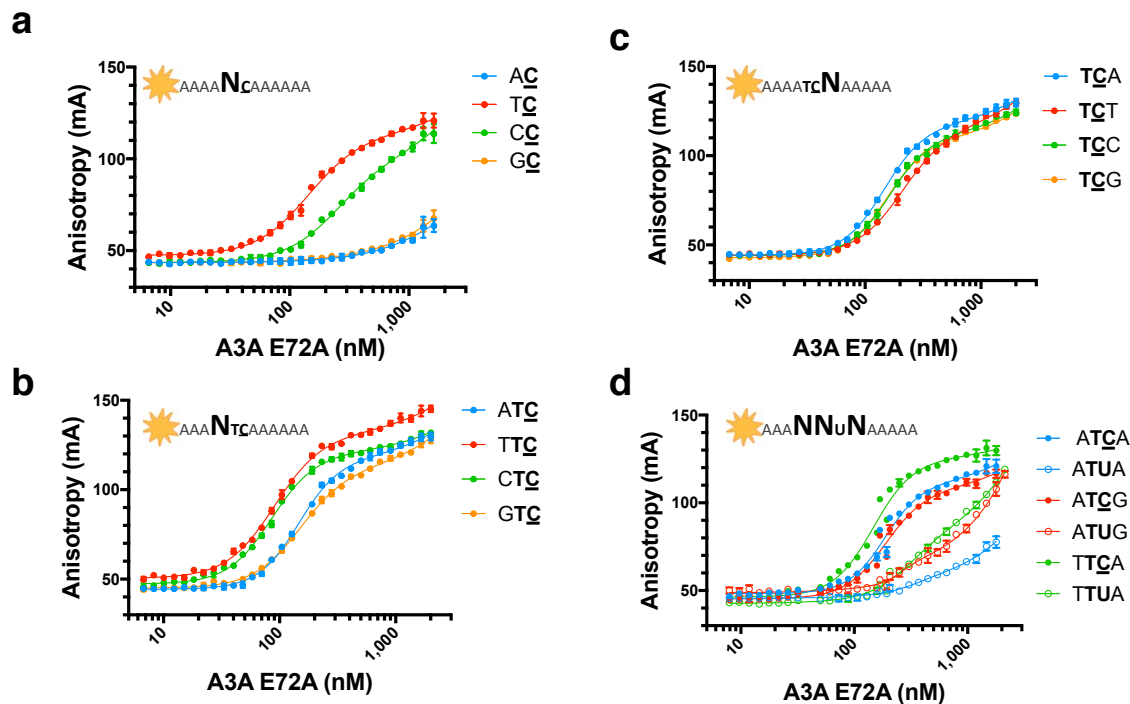 a
Anisotropy (mA)
150
100
50
10
100
1,000
A3A E72A (nM)
AAAANCAAAAAA
AC
TC
CC
GC
b
Anisotropy (mA)
150
100
50
10
100
1,000
A3A E72A (nM)
AAANTCAAAAAA
ATC
TTC
CTC
GTC
c
Anisotropy (mA)
150
100
50
10
100
1,000
A3A E72A (nM)
AAAATCNAAAAA
TCA
TCT
TCC
TCG
d
Anisotropy (mA)
150
100
50
10
100
1,000
A3A E72A (nM)
AAANNUNAAAAA
ATCA
ATUA
ATCG
ATUG
TTCA
TTUA